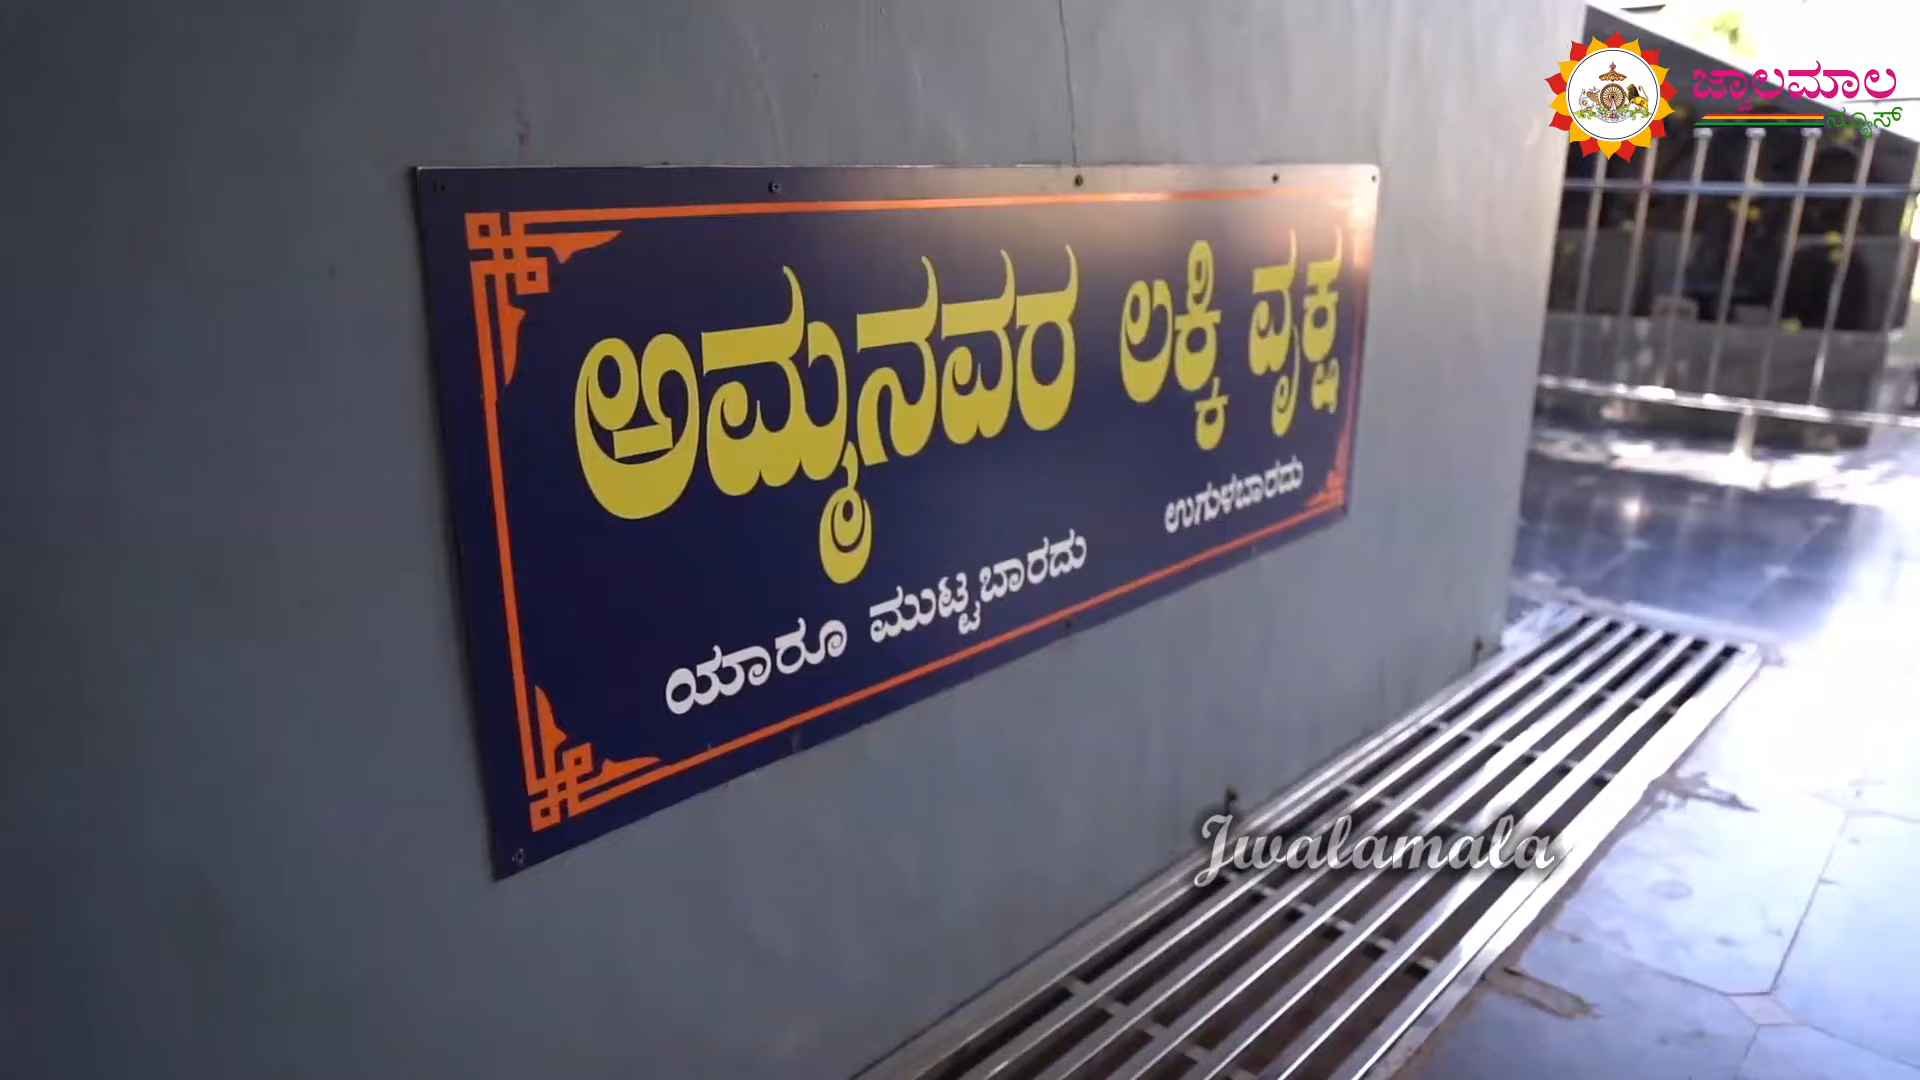 ಜ್ವಾಲಮಾಲ
ನ್ಯೂಸ್
ಅಮ್ಮನವರ ಲಕ್ಕಿ ವೃಕ್ಷ
ಯಾರೂ ಮುಟ್ಟಬಾರದು ಉಗುಳಬಾರದು
Jwalamala